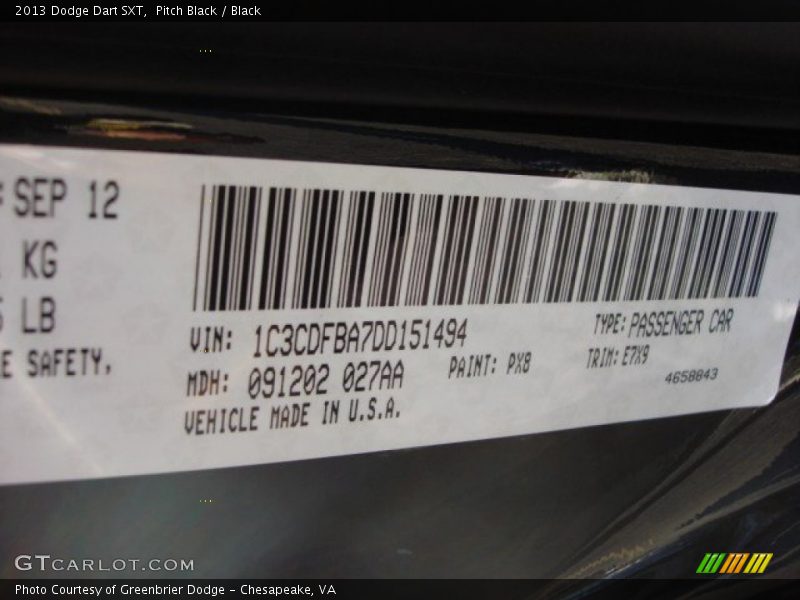 2013 Dodge Dart SXT,  Pitch Black / Black
SEP 12
KG
LB
SAFETY.
VIN: 1C3CDFBA7DD151494
TYPE: PASSENGER CAR
MDH: 091202 027AA
PAINT: PX8
TRIM: E7X9
4658843
VEHICLE MADE IN U.S.A.
GTCARLOT.COM
Photo Courtesy of Greenbrier Dodge – Chesapeake, VA